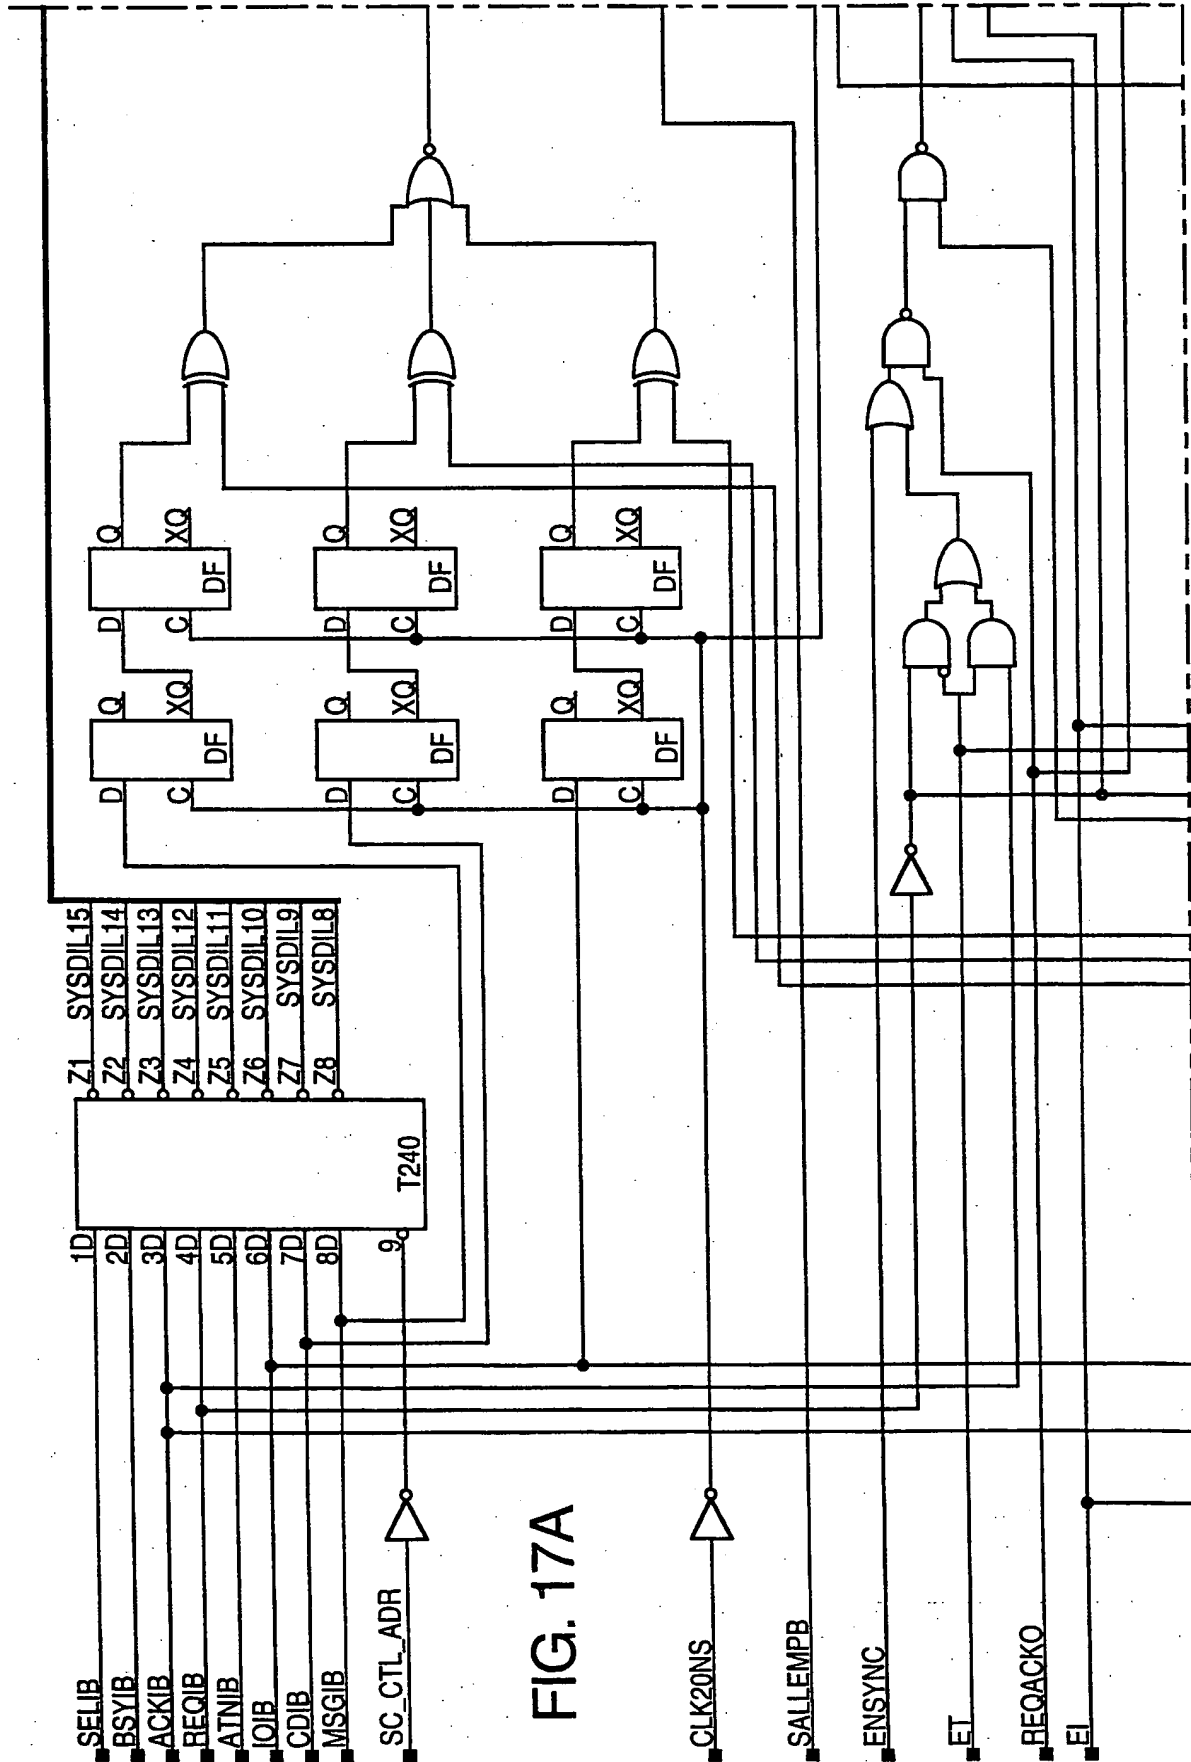 SELIB
BSYIB
ACKIB
REQIB
ATNIB
IOIB
CDIB
MSGIB
SC_CTL_ADR
1D
2D
3D
4D
5D
6D
7D
8D
9
T240
Z1 SYSDIL15
Z2 SYSDIL14
Z3 SYSDIL13
Z4 SYSDIL12
Z5 SYSDIL11
Z6 SYSDIL10
Z7 SYSDIL9
Z8 SYSDIL8
D Q
C XQ
DF
D Q
C XQ
DF
D Q
C XQ
DF
D Q
C XQ
DF
D Q
C XQ
DF
D Q
C XQ
DF
FIG. 17A
CLK20NS
SALLEMPB
ENSYNC
ET
REQACKO
EI